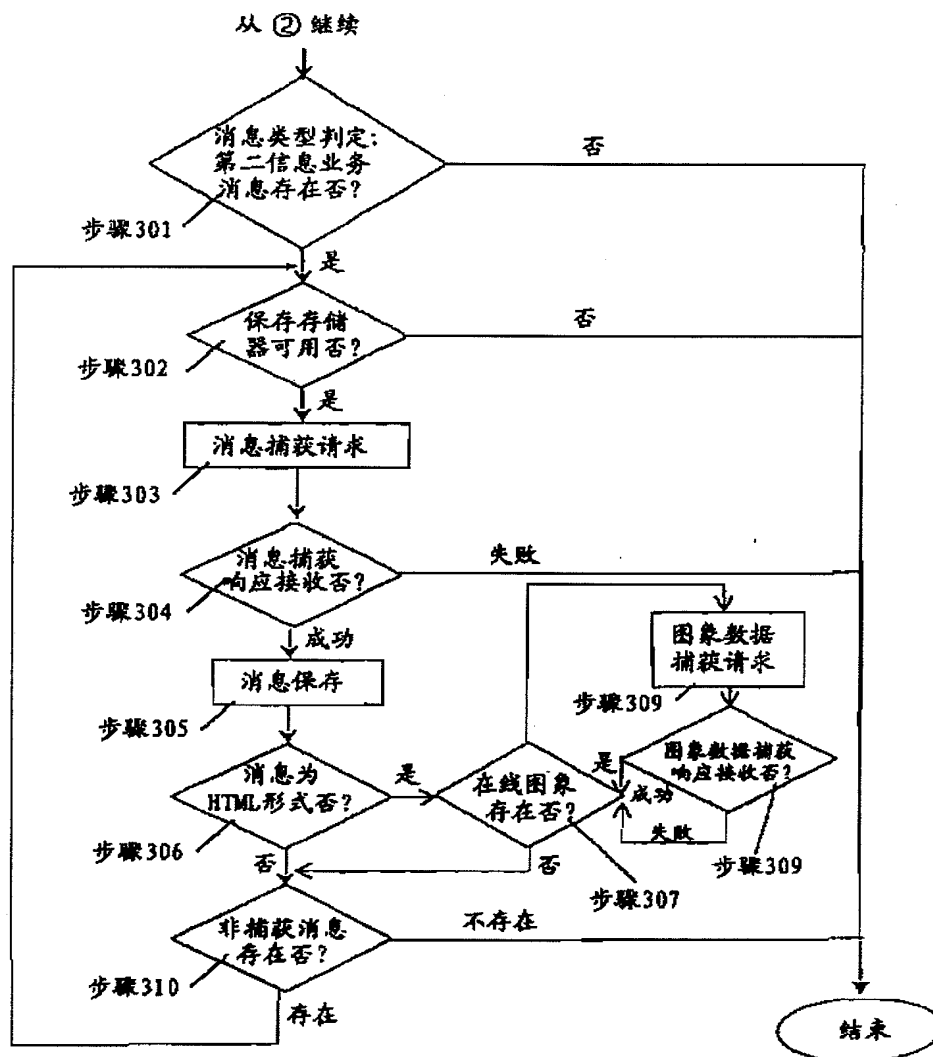 从 ② 继续
消息类型判定:
第二信息业务
消息存在否?
否
步骤301
是
保存存储
器可用否?
否
步骤302
是
消息捕获请求
步骤303
消息捕获
响应接收否?
失败
步骤304
成功
图象数据
捕获请求
消息保存
步骤309
步骤305
图象数据捕获
响应接收否?
消息为
HTML形式否?
是
在线图象
存在否?
是
成功
失败
步骤306
步骤309
否
否
步骤307
非捕获消息
存在否?
不存在
步骤310
存在
结束